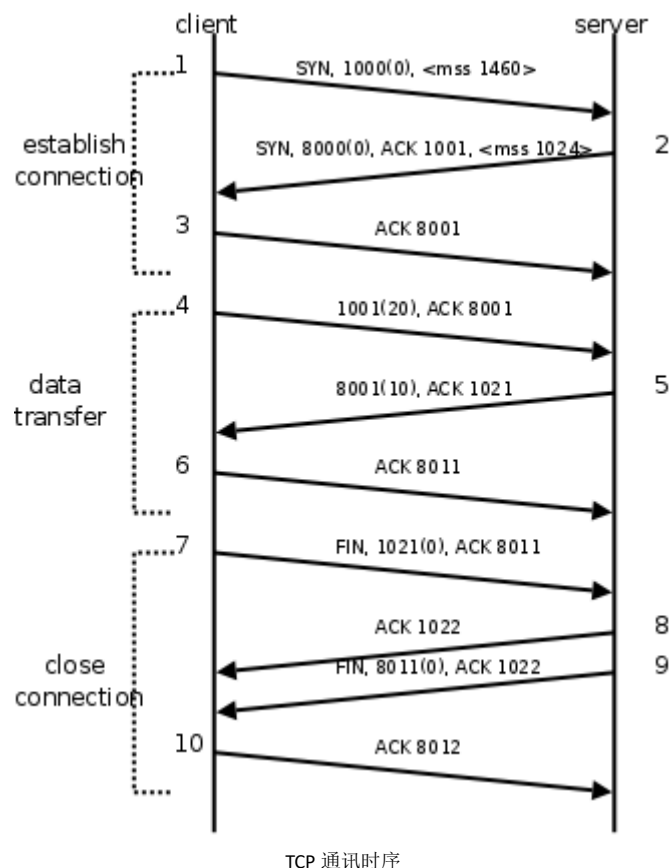 client
server
1
SYN, 1000(0), <mss 1460>
establish
connection
SYN, 8000(0), ACK 1001, <mss 1024>
2
3
ACK 8001
4
1001(20), ACK 8001
data
transfer
8001(10), ACK 1021
5
6
ACK 8011
7
FIN, 1021(0), ACK 8011
ACK 1022
8
close
connection
FIN, 8011(0), ACK 1022
9
10
ACK 8012
TCP 通讯时序